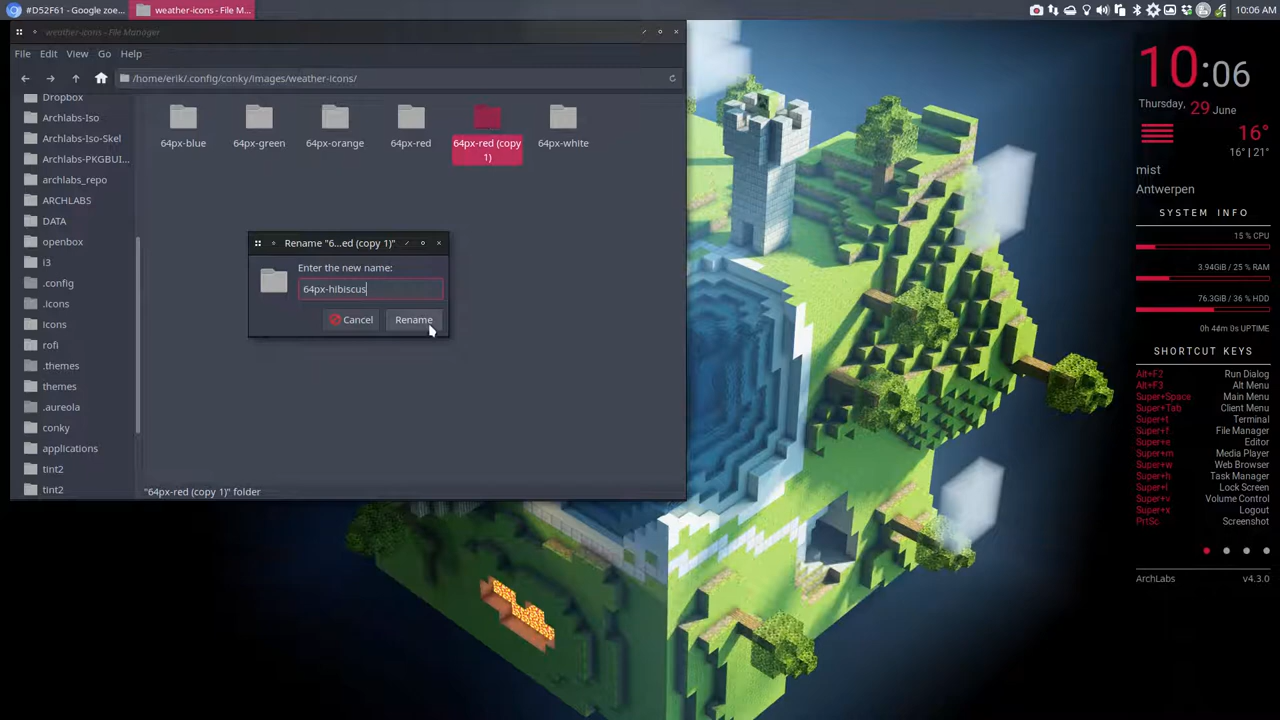 #D52F61 - Google zoe...
weather-icons - File M...
10:06 AM
weather-icons - File Manager
File Edit View Go Help
/home/erik/.config/conky/images/weather-icons/
Dropbox
Archlabs-Iso
Archlabs-Iso-Skel
Archlabs-PKGBUI...
archlabs_repo
ARCHLABS
DATA
openbox
i3
.config
.icons
Icons
rofi
.themes
themes
.aureola
conky
applications
tint2
tint2
64px-blue
64px-green
64px-orange
64px-red
64px-red (copy
1)
64px-white
Rename "6...ed (copy 1)"
Enter the new name:
64px-hibiscus
Cancel Rename
"64px-red (copy 1)" folder
10:06
Thursday, 29 June
16°
16° | 21°
mist
Antwerpen
SYSTEM INFO
15 % CPU
3.94GiB / 25 % RAM
76.3GiB / 36 % HDD
0h 44m 0s UPTIME
SHORTCUT KEYS
Alt+F2 Run Dialog
Alt+F3 Alt Menu
Super+Space Main Menu
Super+Tab Client Menu
Super+t Terminal
Super+f File Manager
Super+e Editor
Super+m Media Player
Super+w Web Browser
Super+h Task Manager
Super+l Lock Screen
Super+v Volume Control
Super+x Logout
PrtSc Screenshot
ArchLabs v4.3.0